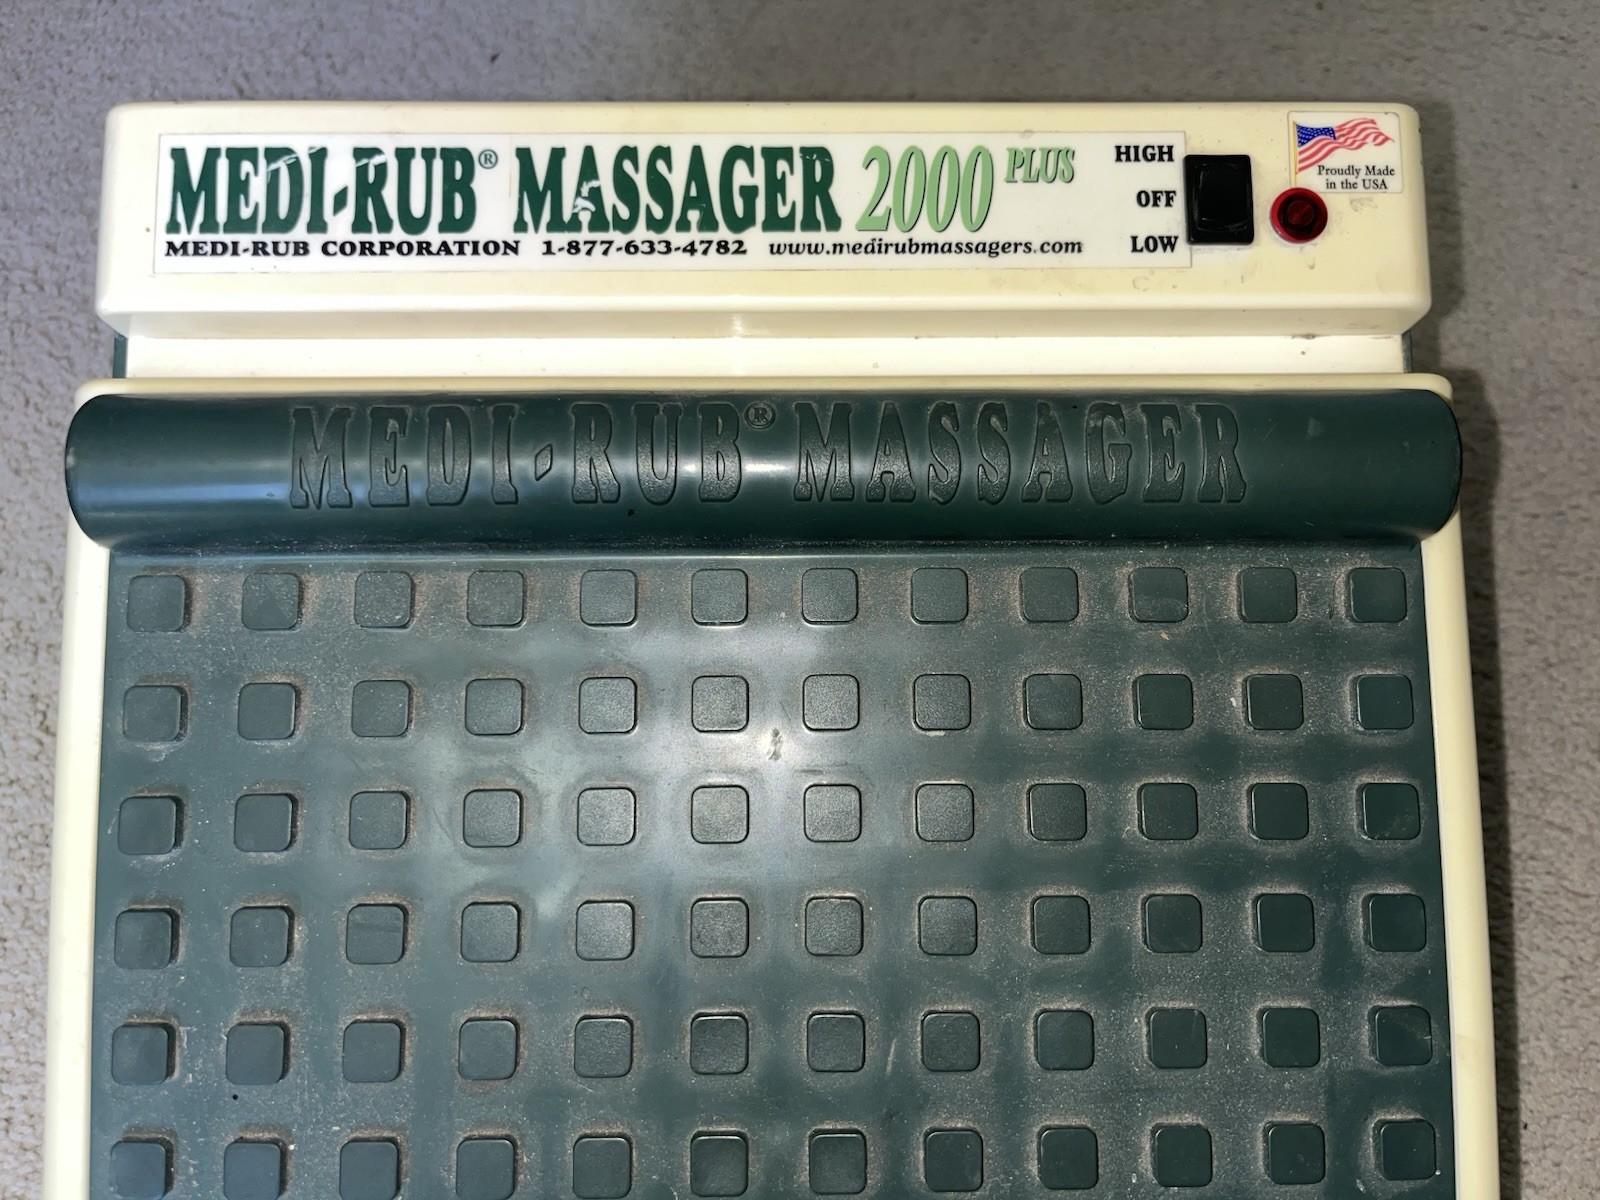 MEDI-RUB® MASSAGER 2000 PLUS
MEDI-RUB CORPORATION 1-877-633-4782 www.medirubmassagers.com
HIGH
OFF
LOW
Proudly Made
in the USA
MEDI-RUB® MASSAGER